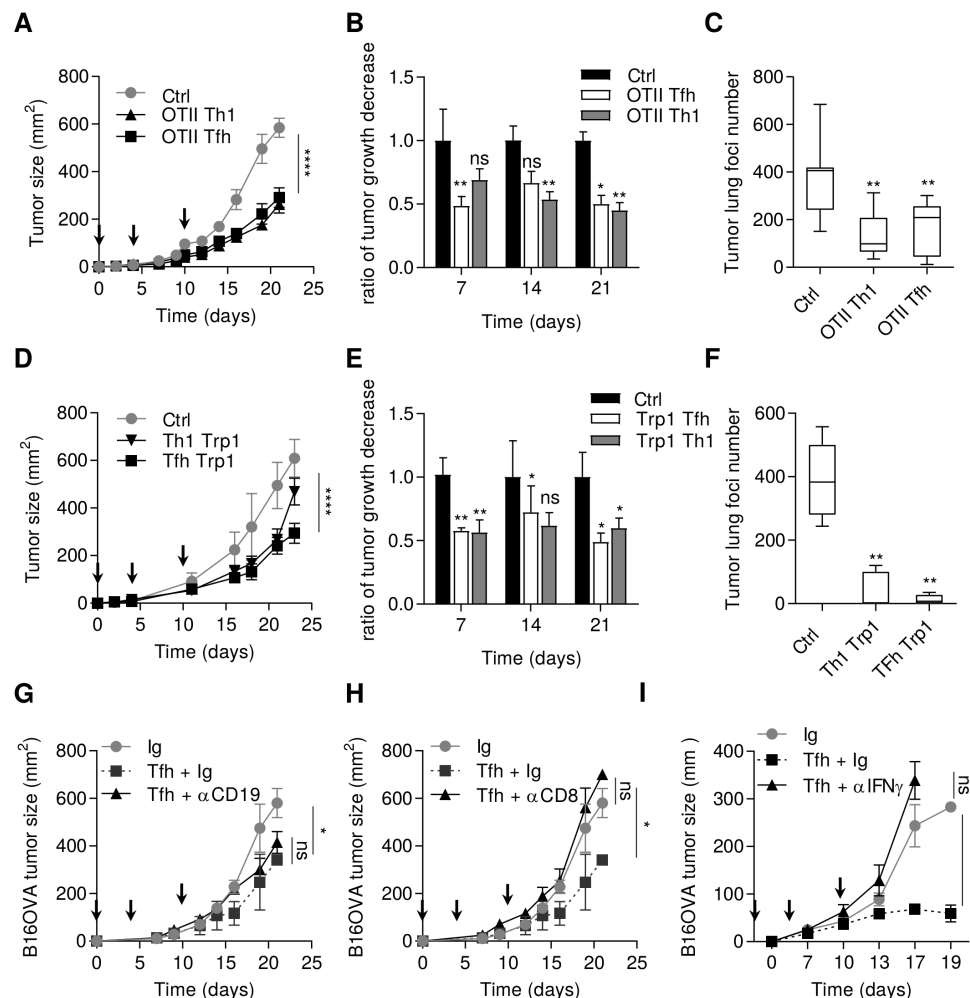 A
Tumor size (mm2)
800
600
400
200
0
0 5 10 15 20 25
Time (days)
Ctrl
OTII Th1
OTII Tfh
****
B
ratio of tumor growth decrease
1.5
1.0
0.5
0.0
7 14 21
Time (days)
Ctrl
OTII Tfh
OTII Th1
** ns
ns **
* **
C
Tumor lung foci number
800
600
400
200
0
Ctrl
OTII Th1
OTII Tfh
** **
D
Tumor size (mm2)
800
600
400
200
0
0 5 10 15 20 25
Time (days)
Ctrl
Th1 Trp1
Tfh Trp1
****
E
ratio of tumor growth decrease
1.5
1.0
0.5
0.0
7 14 21
Time (days)
Ctrl
Trp1 Tfh
Trp1 Th1
** **
* ns
* *
F
Tumor lung foci number
600
400
200
0
Ctrl
Th1 Trp1
TFh Trp1
** **
G
B16OVA tumor size (mm2)
800
600
400
200
0
0 5 10 15 20 25
Time (days)
Ig
Tfh + Ig
Tfh + αCD19
ns
*
H
B16OVA tumor size (mm2)
800
600
400
200
0
0 5 10 15 20 25
Time (days)
Ig
Tfh + Ig
Tfh + αCD8
ns
*
I
B16OVA tumor size (mm )
400
300
200
100
0
0 7 10 13 17 19
Time (days)
Ig
Tfh + Ig
Tfh + αIFNγ
ns